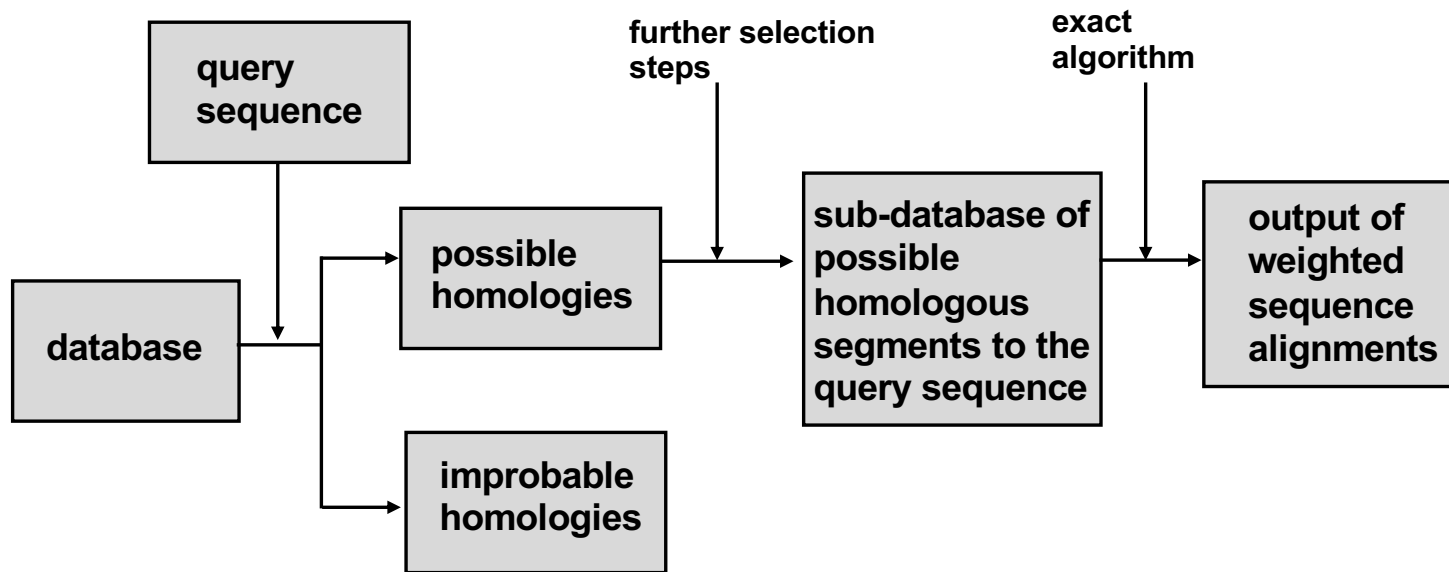 query
sequence
further selection
steps
exact
algorithm
database
possible
homologies
improbable
homologies
sub-database of
possible
homologous
segments to the
query sequence
output of
weighted
sequence
alignments